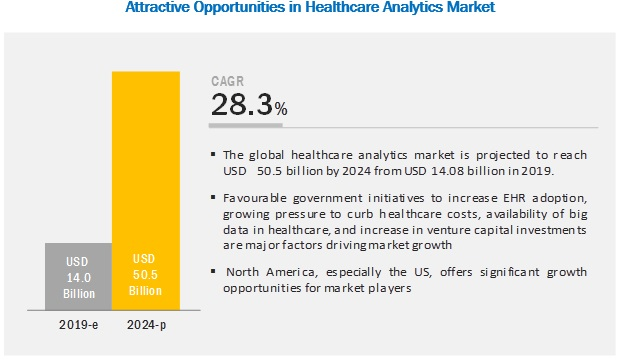 Attractive Opportunities in Healthcare Analytics Market
CAGR
28.3%
▪ The global healthcare analytics market is projected to reach
USD 50.5 billion by 2024 from USD 14.08 billion in 2019.
▪ Favourable government initiatives to increase EHR adoption,
growing pressure to curb healthcare costs, availability of big
data in healthcare, and increase in venture capital investments
are major factors driving market growth
▪ North America, especially the US, offers significant growth
opportunities for market players
USD
14.0
Billion
USD
50.5
Billion
2019-e
2024-p